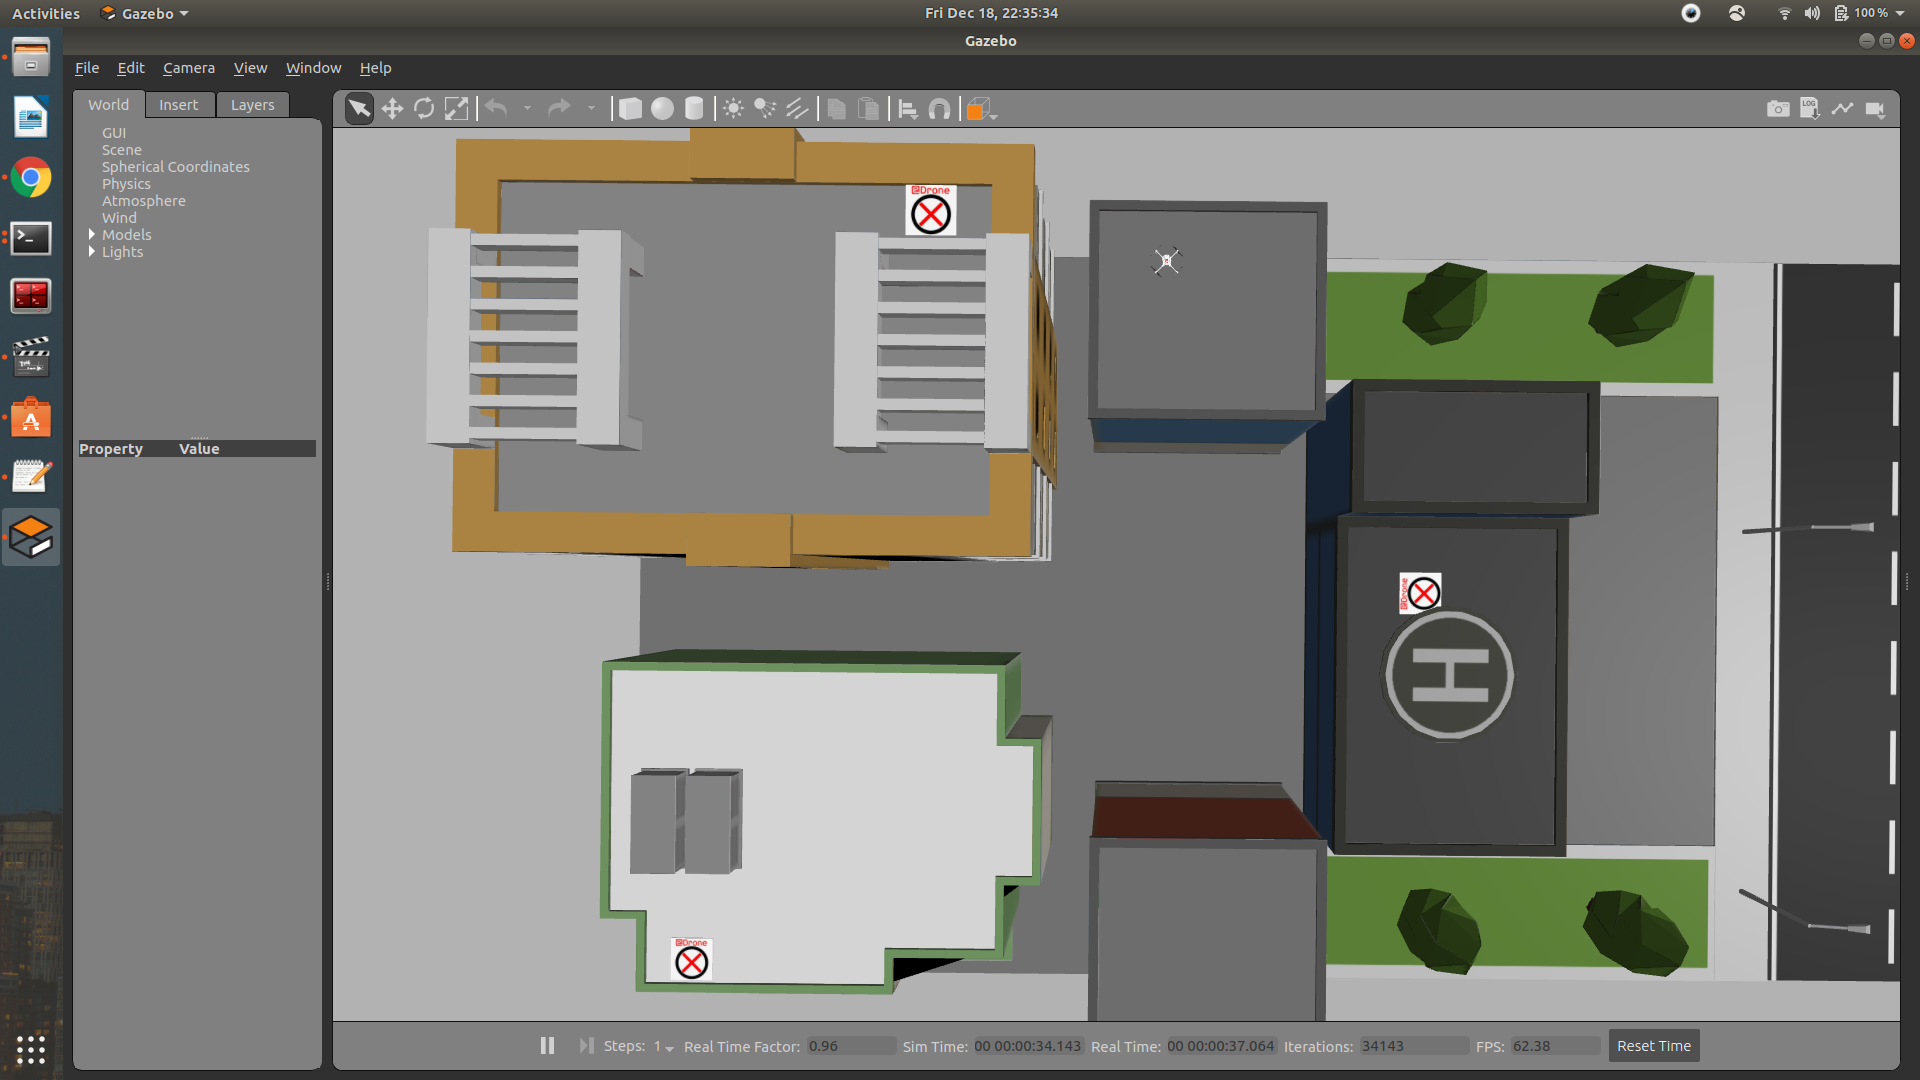 Activities
Gazebo
Fri Dec 18, 22:35:34
100 %
Gazebo
File Edit Camera View Window Help
World Insert Layers
GUI
Scene
Spherical Coordinates
Physics
Atmosphere
Wind
Models
Lights
Property Value
LOG
@Drone
@Drone
H
@Drone
Steps: 1 Real Time Factor: 0.96 Sim Time: 00 00:00:34.143 Real Time: 00 00:00:37.064 Iterations: 34143 FPS: 62.38 Reset Time